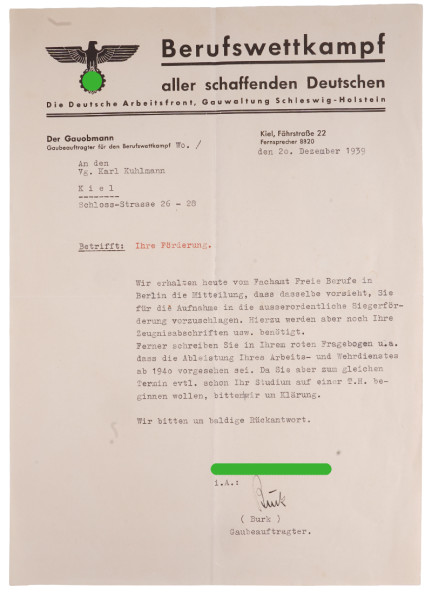 Berufswettkampf
aller schaffenden Deutschen
Die Deutsche Arbeitsfront, Gauwaltung Schleswig-Holstein
Der Gauobmann
Gaubeauftragter für den Berufswettkampf Wo. /
Kiel, Fährstraße 22
Fernsprecher 8820
den 20. Dezember 1939
An den
Vg. Karl Kuhlmann
Kiel
Schloss-Strasse 26 - 28
Betrifft: Ihre Förderung.
Wir erhalten heute vom Fachamt Freie Berufe in
Berlin die Mitteilung, dass dasselbe vorzieht, Sie
für die Aufnahme in die ausserordentliche Siegerför-
derung vorzuschlagen. Hierzu werden aber noch Ihre
Zeugnisabschriften usw. benötigt.
Ferner schreiben Sie in Ihrem roten Fragebogen u.a.
dass die Ableistung Ihres Arbeits- und Wehrdienstes
ab 1940 vorgesehen sei. Da Sie aber zum gleichen
Termin evtl. schon Ihr Studium auf einer T.H. be-
ginnen wollen, bitten wir um Klärung.
Wir bitten um baldige Rückantwort.
i.A.:
Burk
( Burk )
Gaubeauftragter.